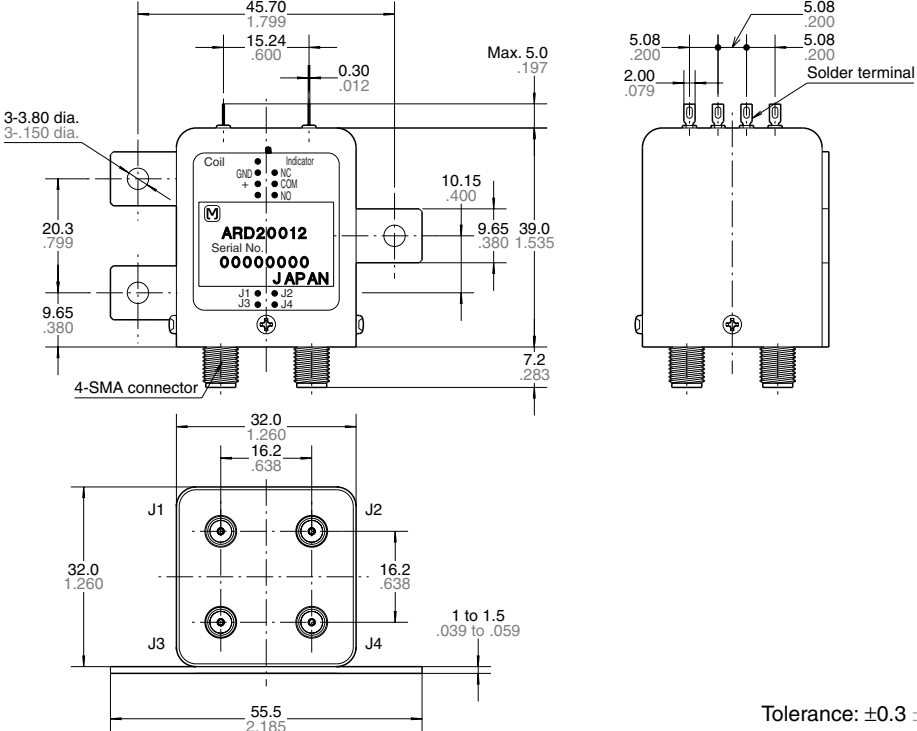 45.70
1.799
15.24
.600
0.30
.012
Max. 5.0
.197
3-3.80 dia.
3-.150 dia.
Coil
Indicator
GND
NC
+
COM
NO
M
ARD20012
Serial No.
00000000
JAPAN
J1
J2
J3
J4
10.15
.400
20.3
.799
9.65
.380
39.0
1.535
9.65
.380
7.2
.283
4-SMA connector
5.08
.200
5.08
.200
5.08
.200
2.00
.079
Solder terminal
32.0
1.260
16.2
.638
J1
J2
32.0
1.260
16.2
.638
J3
J4
1 to 1.5
.039 to .059
55.5
2.185
Tolerance: ±0.3